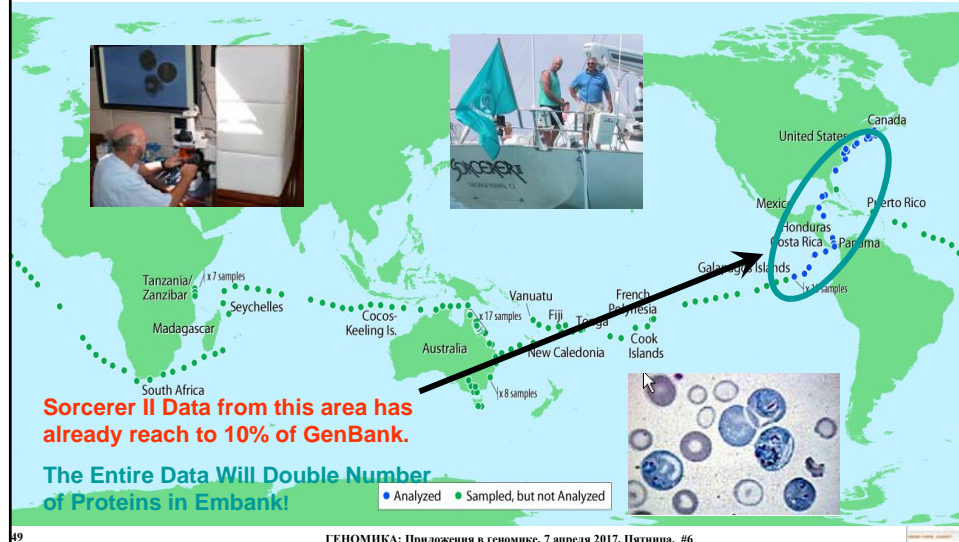 Canada
United States
Mexico
Puerto Rico
Honduras
Costa Rica
Panama
Galapagos Islands
Tanzania/
Zanzibar
x 7 samples
Seychelles
Madagascar
South Africa
Cocos-
Keeling Is.
Australia
x 17 samples
x 8 samples
Vanuatu
Fiji
Tonga
New Caledonia
French
Polynesia
Cook
Islands
SORCERER II
Sorcerer II Data from this area has
already reach to 10% of GenBank.
The Entire Data Will Double Number
of Proteins in Embank!
Analyzed
Sampled, but not Analyzed
49
ГЕНОМИКА: Приложения в геномике, 7 апреля 2017, Пятница, #6